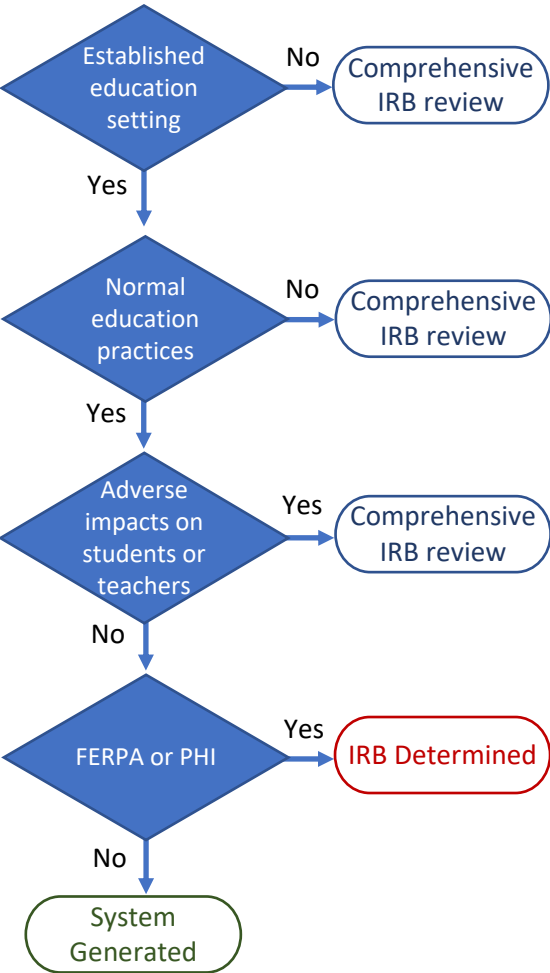 Established
education
setting
No
Comprehensive
IRB review
Yes
Normal
education
practices
No
Comprehensive
IRB review
Yes
Adverse
impacts on
students or
teachers
Yes
Comprehensive
IRB review
No
FERPA or PHI
Yes
IRB Determined
No
System
Generated